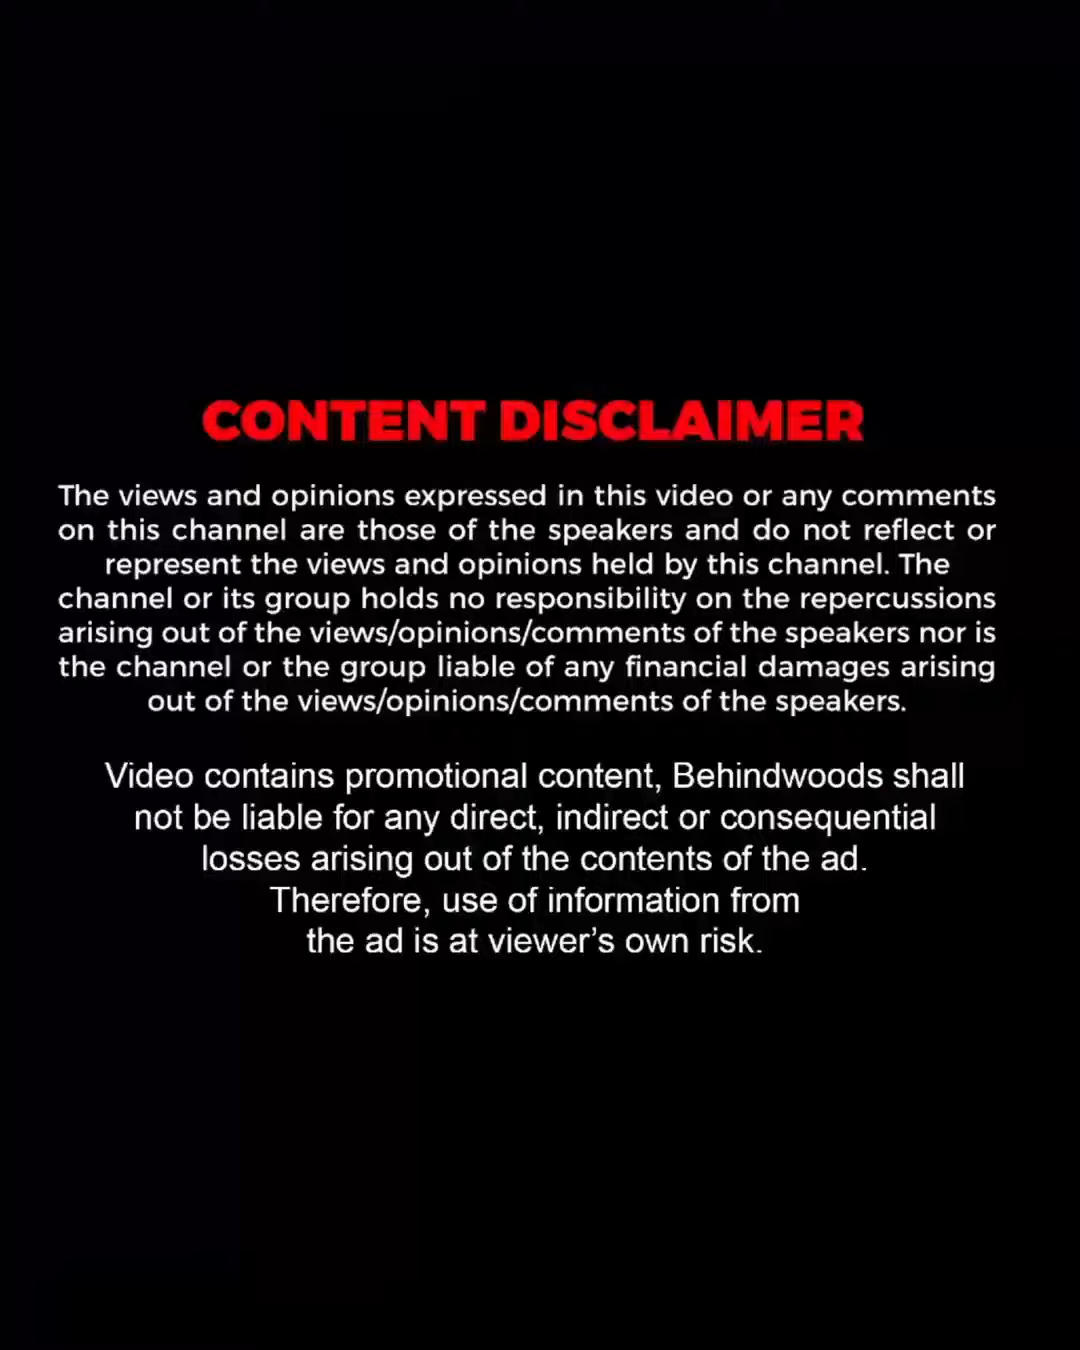 CONTENT DISCLAIMER
The views and opinions expressed in this video or any comments
on this channel are those of the speakers and do not reflect or
represent the views and opinions held by this channel. The
channel or its group holds no responsibility on the repercussions
arising out of the views/opinions/comments of the speakers nor is
the channel or the group liable of any financial damages arising
out of the views/opinions/comments of the speakers.
Video contains promotional content, Behindwoods shall
not be liable for any direct, indirect or consequential
losses arising out of the contents of the ad.
Therefore, use of information from
the ad is at viewer’s own risk.